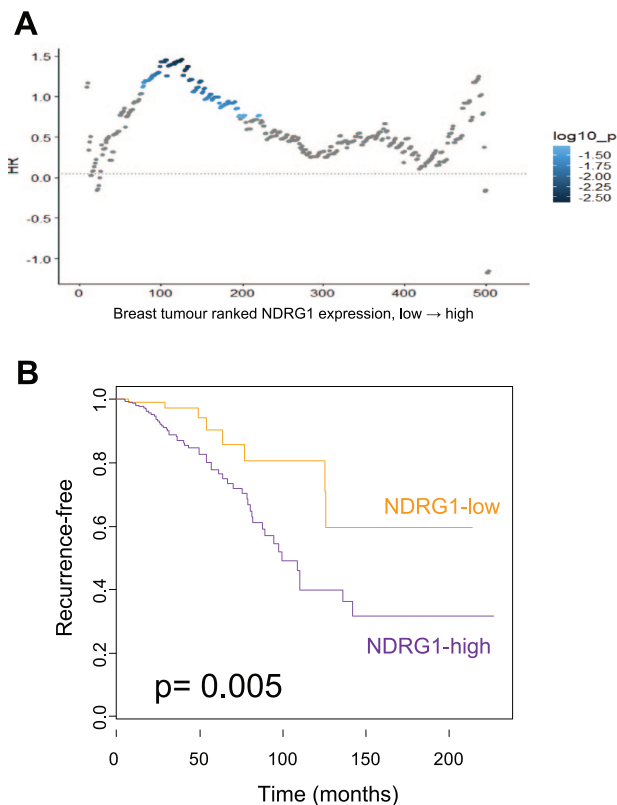 A
1.5
1.0
0.5
0.0
-0.5
-1.0
HR
0
100
200
300
400
500
Breast tumour ranked NDRG1 expression, low → high
log10_p
-1.50
-1.75
-2.00
-2.25
-2.50
B
1.0
0.8
0.6
0.4
0.2
0.0
Recurrence-free
NDRG1-low
NDRG1-high
p= 0.005
0
50
100
150
200
Time (months)